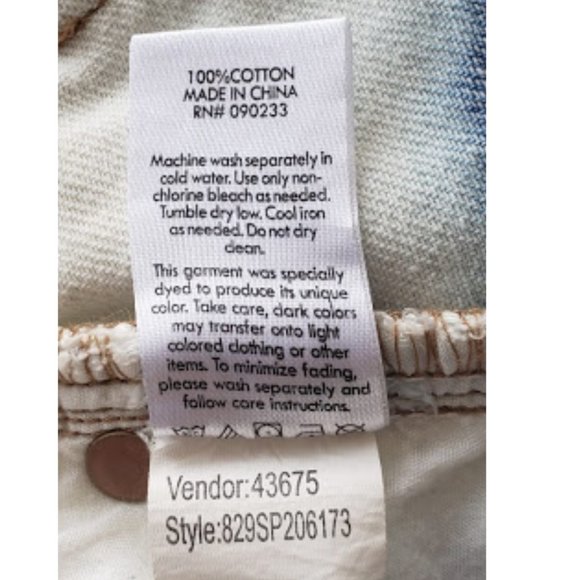 100%COTTON
MADE IN CHINA
RN# 090233
Machine wash separately in
cold water. Use only non-
chlorine bleach as needed.
Tumble dry low. Cool iron
as needed. Do not dry
clean.
This garment was specially
dyed to produce its unique
color. Take care, dark colors
may transfer onto light
colored clothing or other
items. To minimize fading,
please wash separately and
follow care instructions.
Vendor:43675
Style:829SP206173